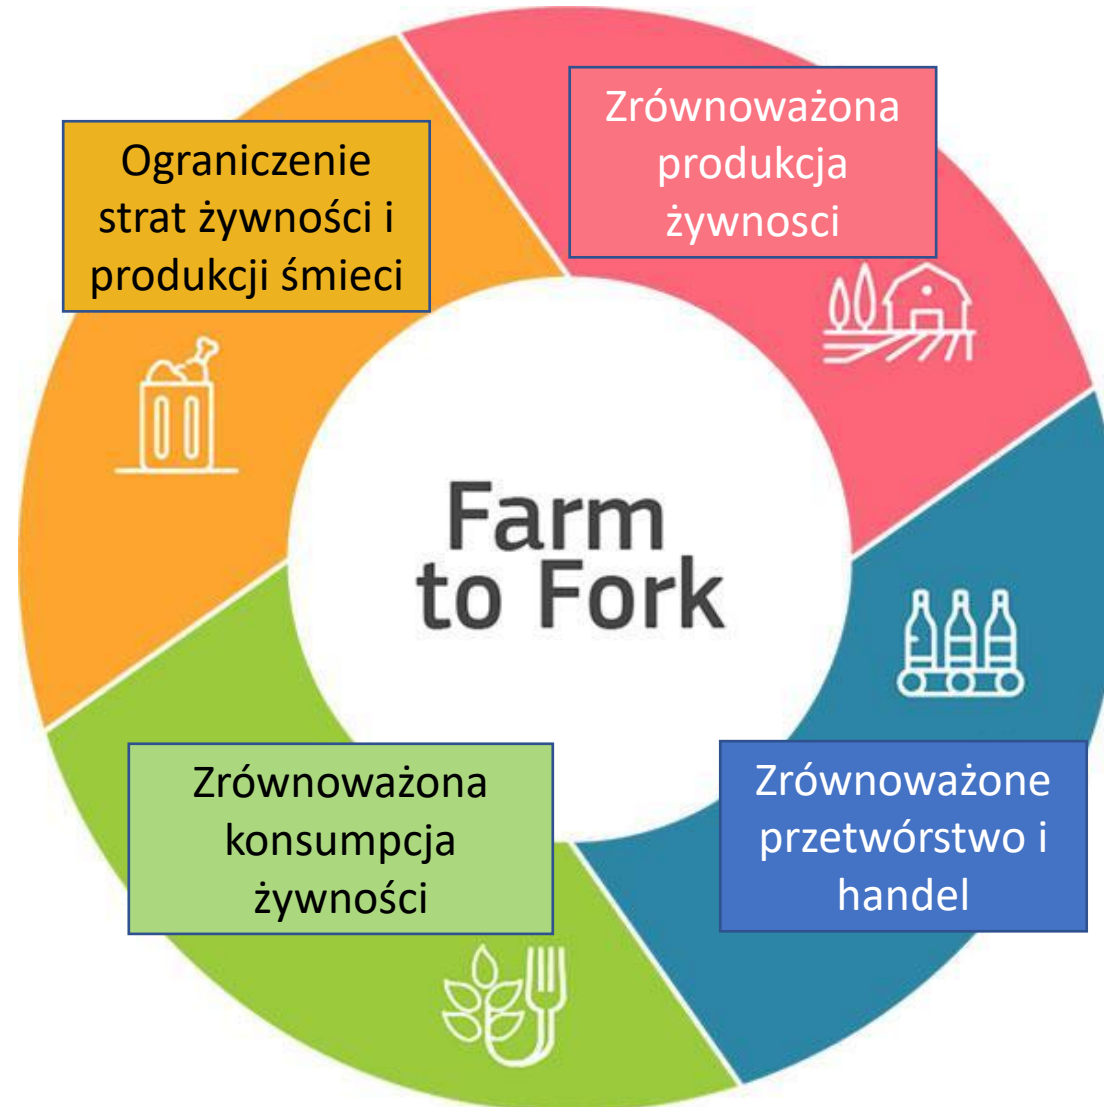 Ograniczenie
strat żywności i
produkcji śmieci
Zrównoważona
produkcja
żywnosci
Farm
to Fork
Zrównoważona
konsumpcja
żywności
Zrównoważone
przetwórstwo i
handel